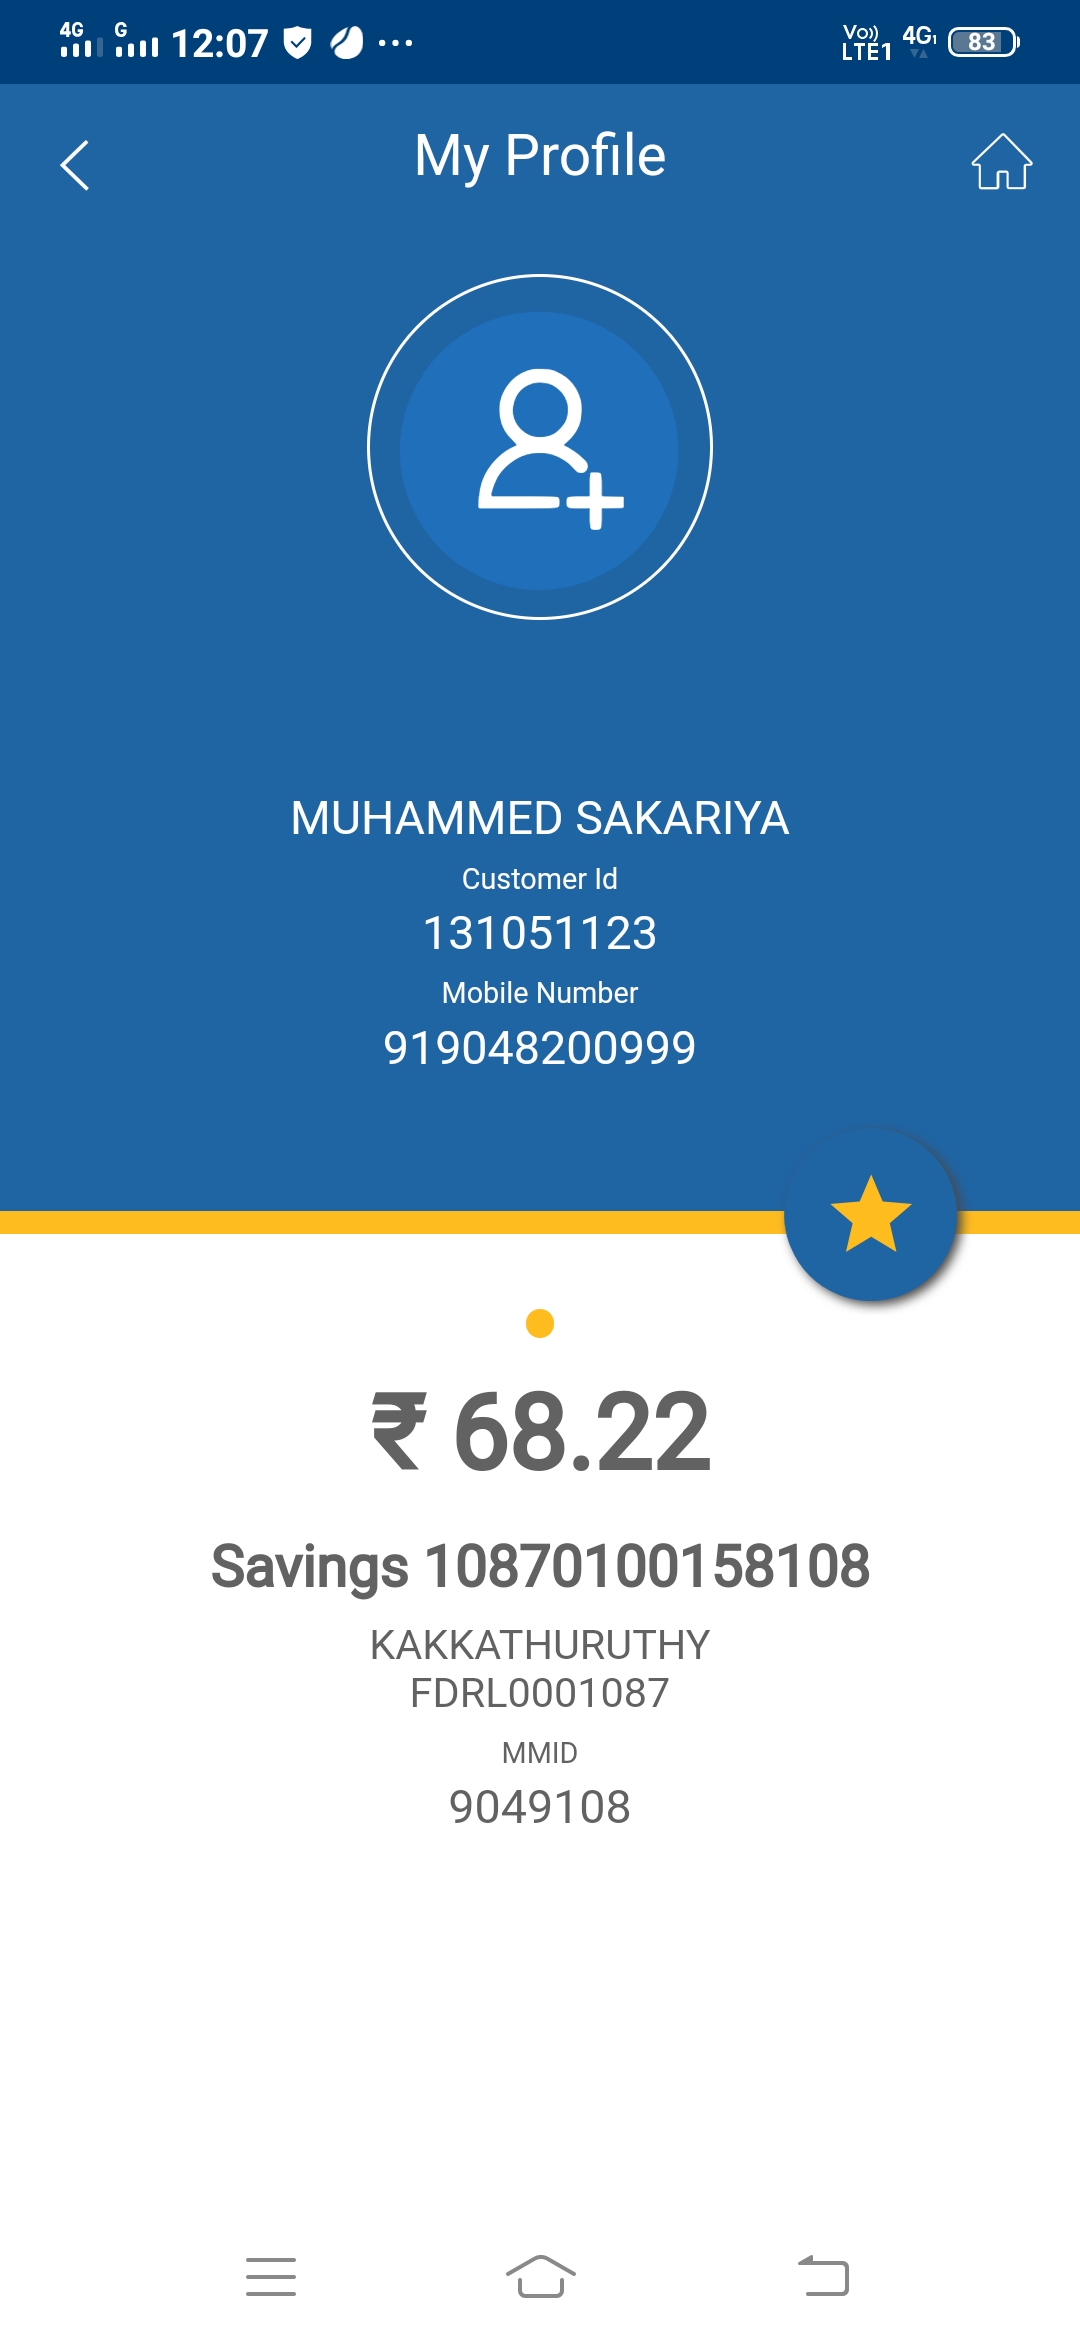 4G G 12:07 Vo)) LTE1 4G1 83
My Profile
MUHAMMED SAKARIYA
Customer Id
131051123
Mobile Number
919048200999
₹ 68.22
Savings 10870100158108
KAKKATHURUTHY
FDRL0001087
MMID
9049108